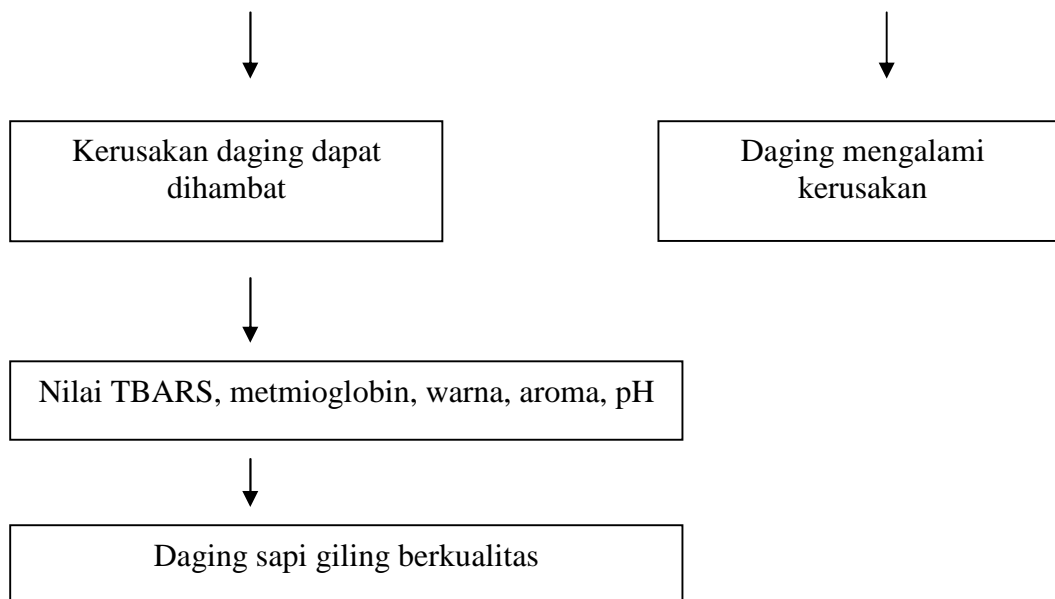 Kerusakan daging dapat
dihambat
Daging mengalami
kerusakan
Nilai TBARS, metmioglobin, warna, aroma, pH
Daging sapi giling berkualitas